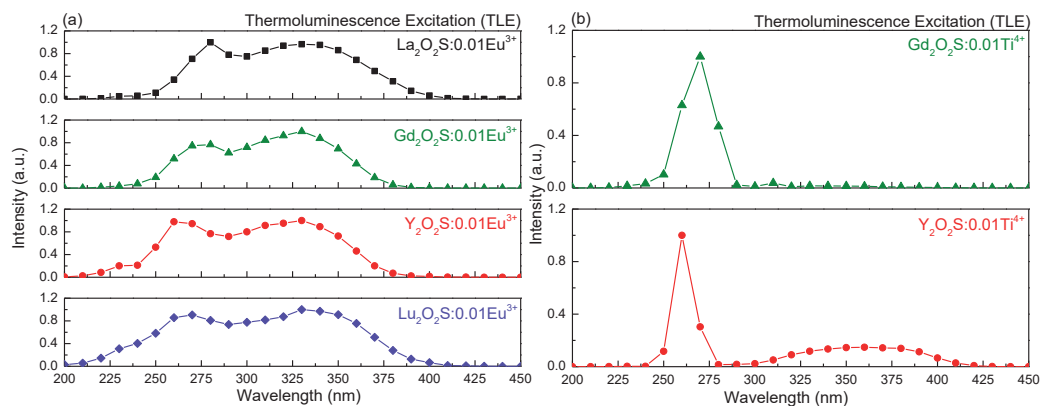 (a) Thermoluminescence Excitation (TLE)
La₂O₂S:0.01Eu³⁺
1.2
0.8
0.4
0.0
Gd₂O₂S:0.01Eu³⁺
1.2
0.8
0.4
0.0
Y₂O₂S:0.01Eu³⁺
1.2
0.8
0.4
0.0
Lu₂O₂S:0.01Eu³⁺
1.2
0.8
0.4
0.0
Intensity (a.u.)
200 225 250 275 300 325 350 375 400 425 450
Wavelength (nm)
(b) Thermoluminescence Excitation (TLE)
Gd₂O₂S:0.01Ti⁴⁺
1.2
0.8
0.4
0.0
Y₂O₂S:0.01Ti⁴⁺
1.2
0.8
0.4
0.0
Intensity (a.u.)
200 225 250 275 300 325 350 375 400 425 450
Wavelength (nm)